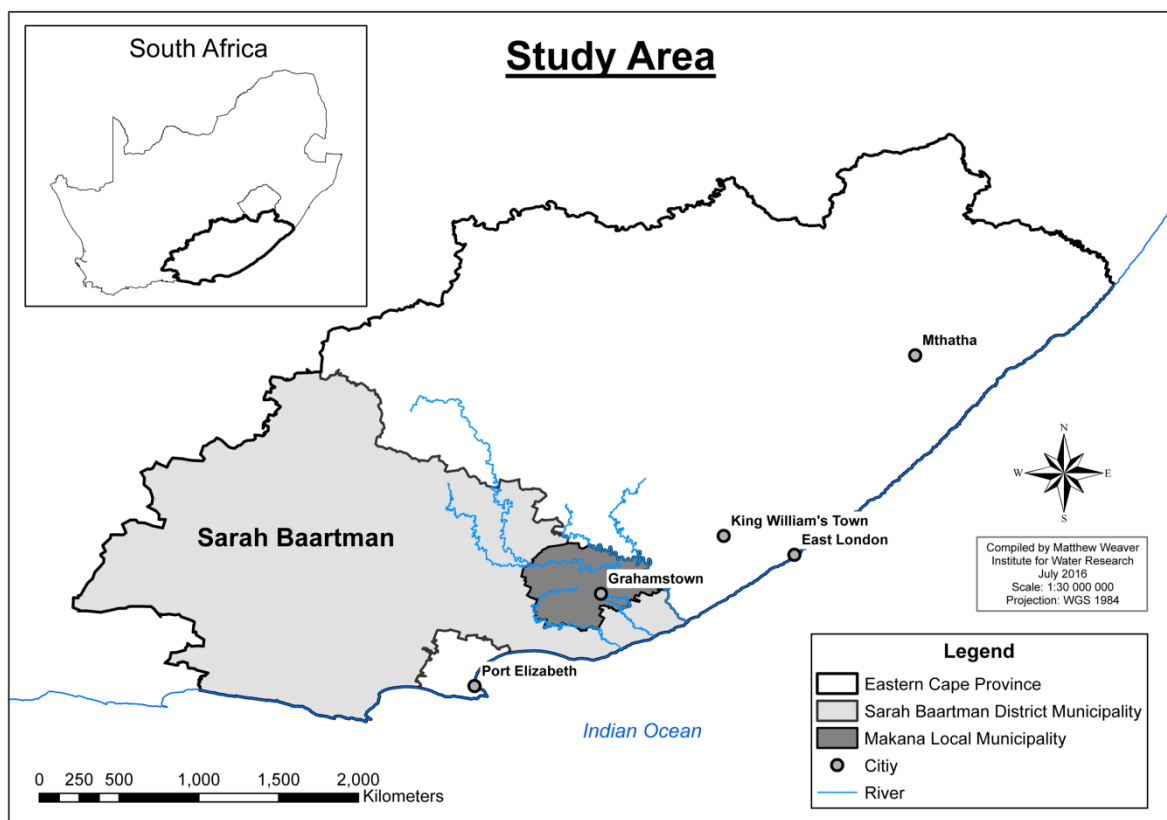 South Africa
Study Area
Mthatha
N
W E
S
King William's Town
East London
Sarah Baartman
Grahamstown
Compiled by Matthew Weaver
Institute for Water Research
July 2016
Scale: 1:30 000 000
Projection: WGS 1984
Port Elizabeth
Indian Ocean
Legend
Eastern Cape Province
Sarah Baartman District Municipality
Makana Local Municipality
Citiy
River
0 250 500 1,000 1,500 2,000
Kilometers